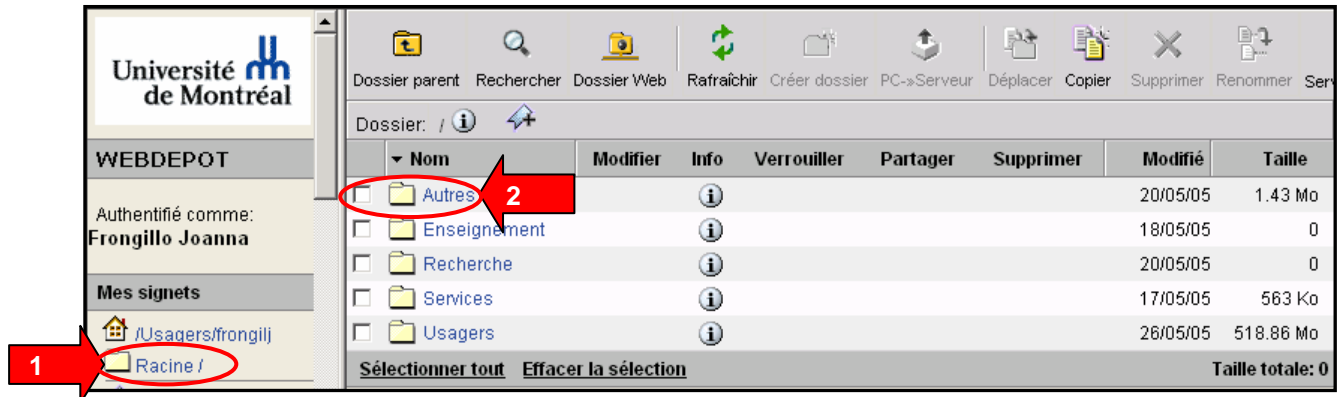 Université
de Montréal
WEBDEPOT
Authentifié comme:
Frongillo Joanna
Mes signets
/Usagers/frongilj
Racine /
1
Dossier parent Rechercher Dossier Web Rafraîchir Créer dossier PC->>Serveur Déplacer Copier Supprimer Renommer Serv
Dossier: /
Nom Modifier Info Verrouiller Partager Supprimer Modifié Taille
Autres 2 20/05/05 1.43 Mo
Enseignement 18/05/05 0
Recherche 20/05/05 0
Services 17/05/05 563 Ko
Usagers 26/05/05 518.86 Mo
Sélectionner tout Effacer la sélection Taille totale: 0